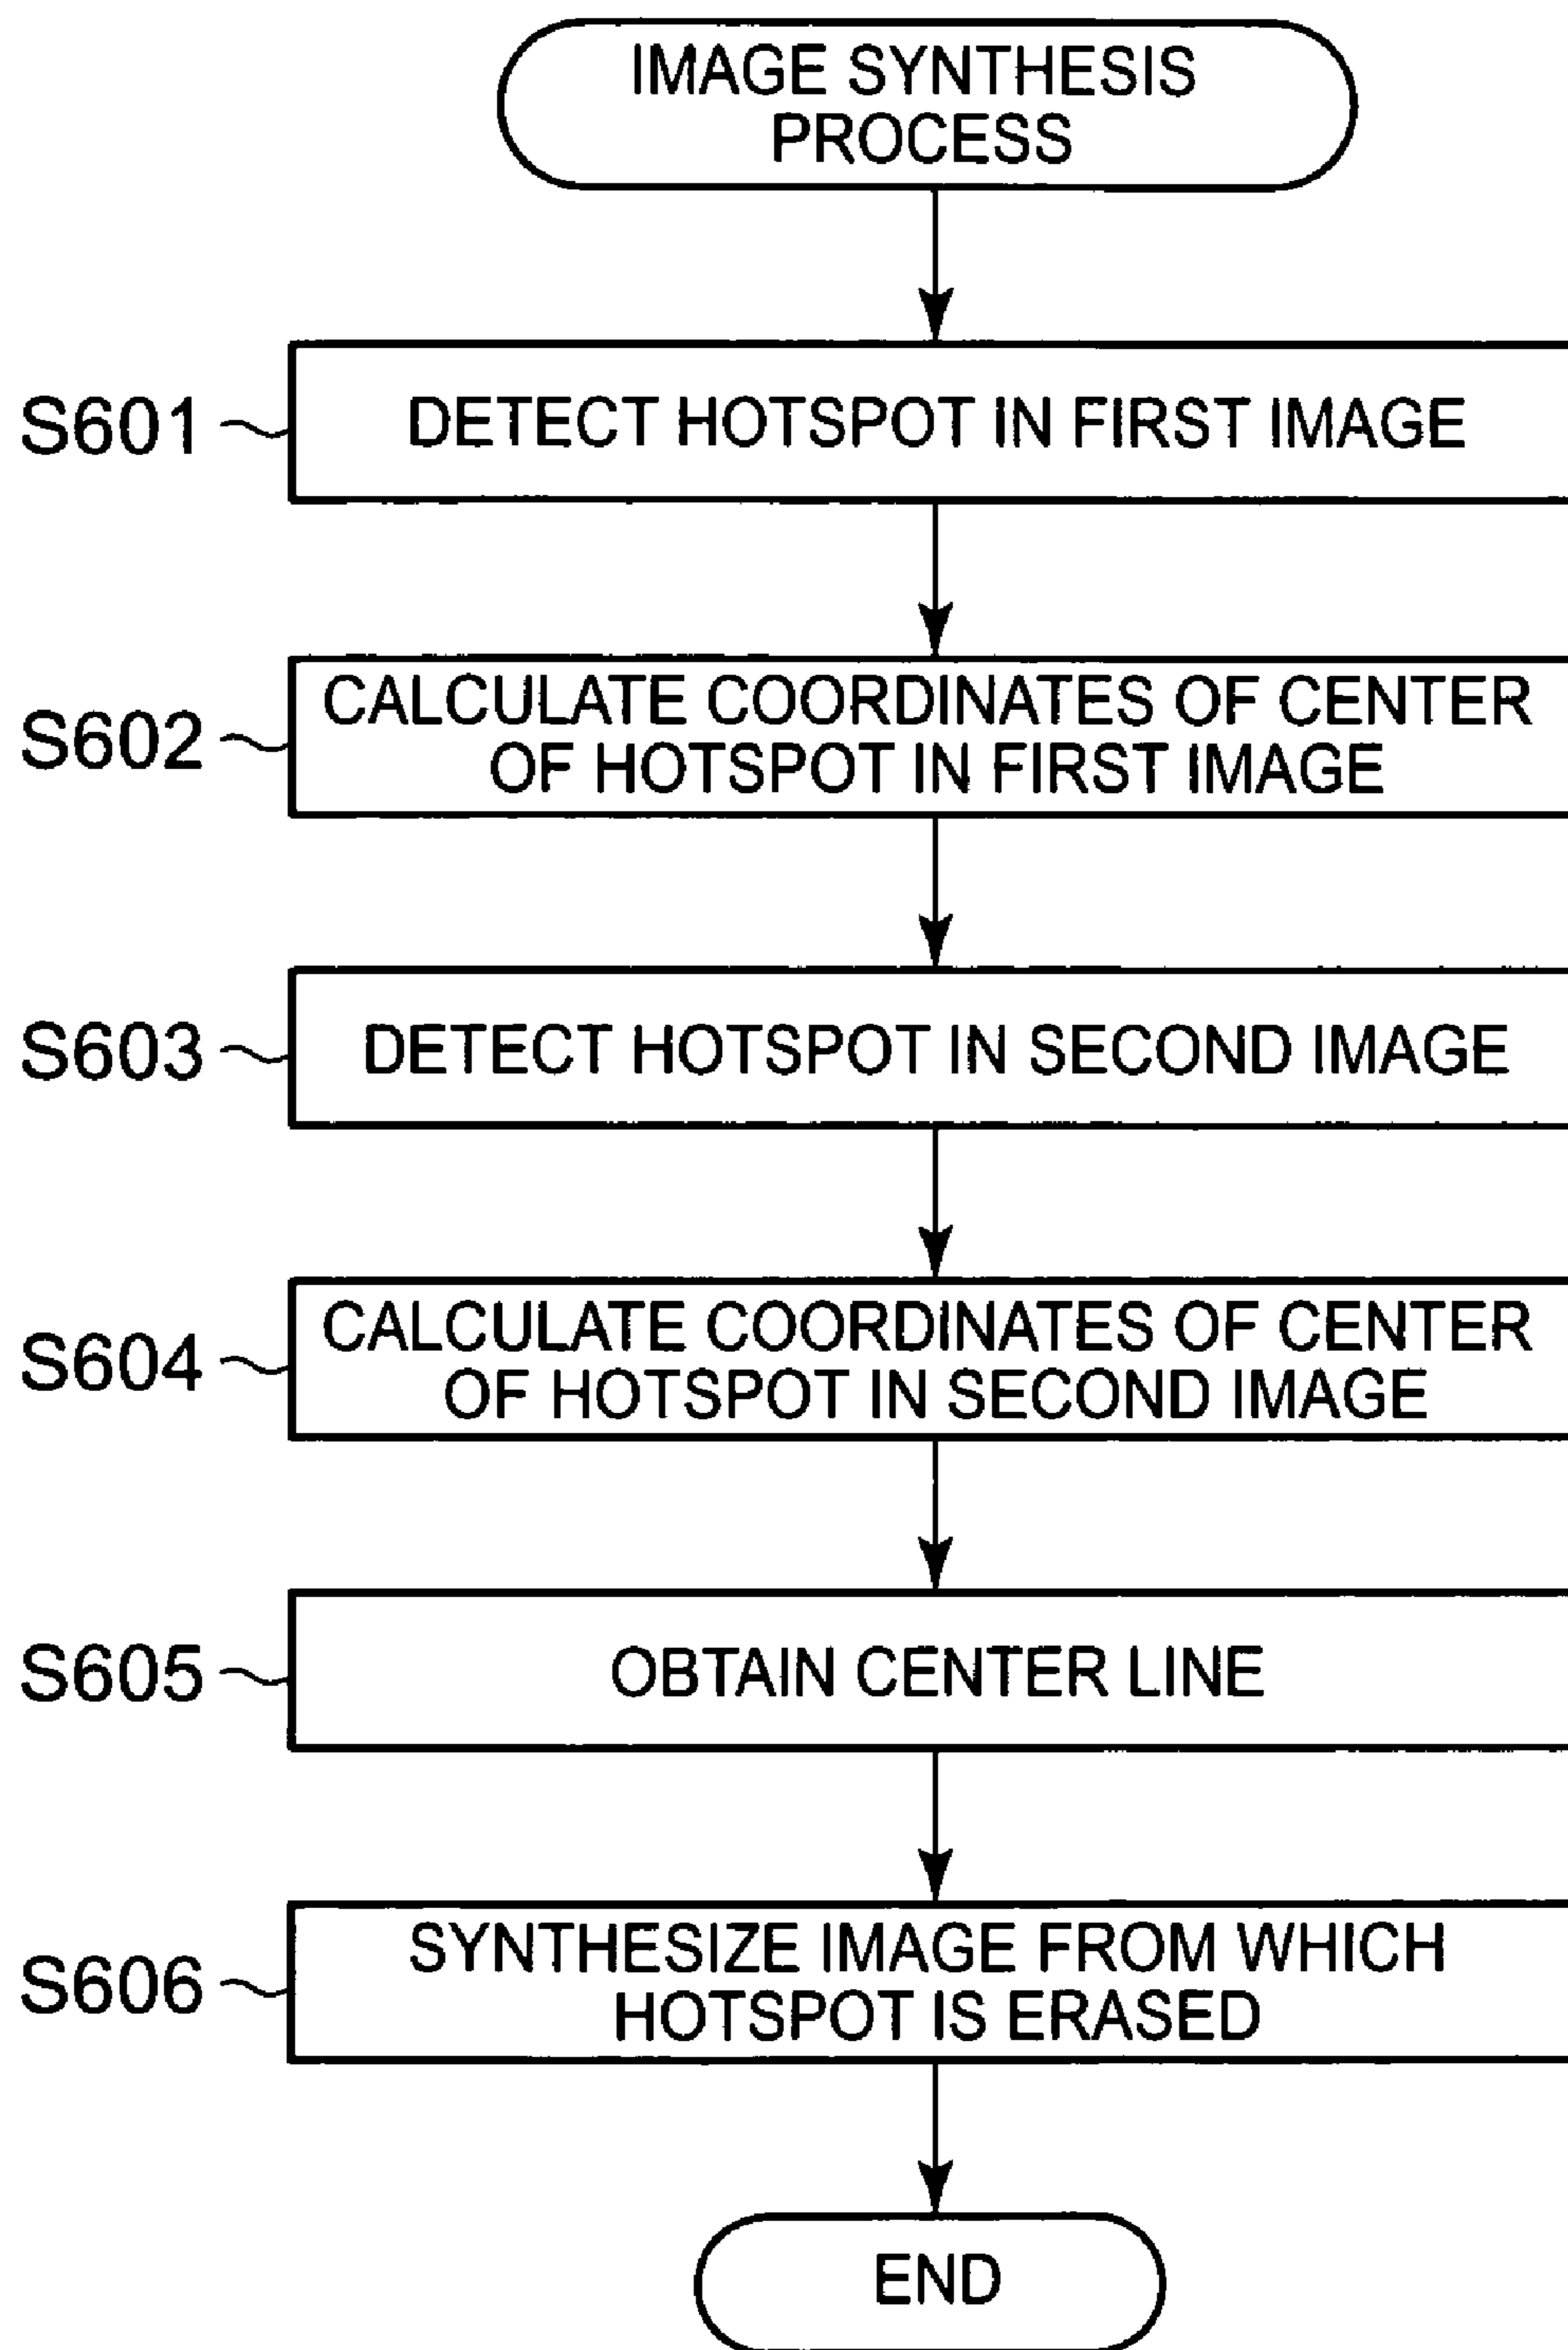 IMAGE SYNTHESIS
PROCESS
S601
DETECT HOTSPOT IN FIRST IMAGE
S602
CALCULATE COORDINATES OF CENTER
OF HOTSPOT IN FIRST IMAGE
S603
DETECT HOTSPOT IN SECOND IMAGE
S604
CALCULATE COORDINATES OF CENTER
OF HOTSPOT IN SECOND IMAGE
S605
OBTAIN CENTER LINE
S606
SYNTHESIZE IMAGE FROM WHICH
HOTSPOT IS ERASED
END